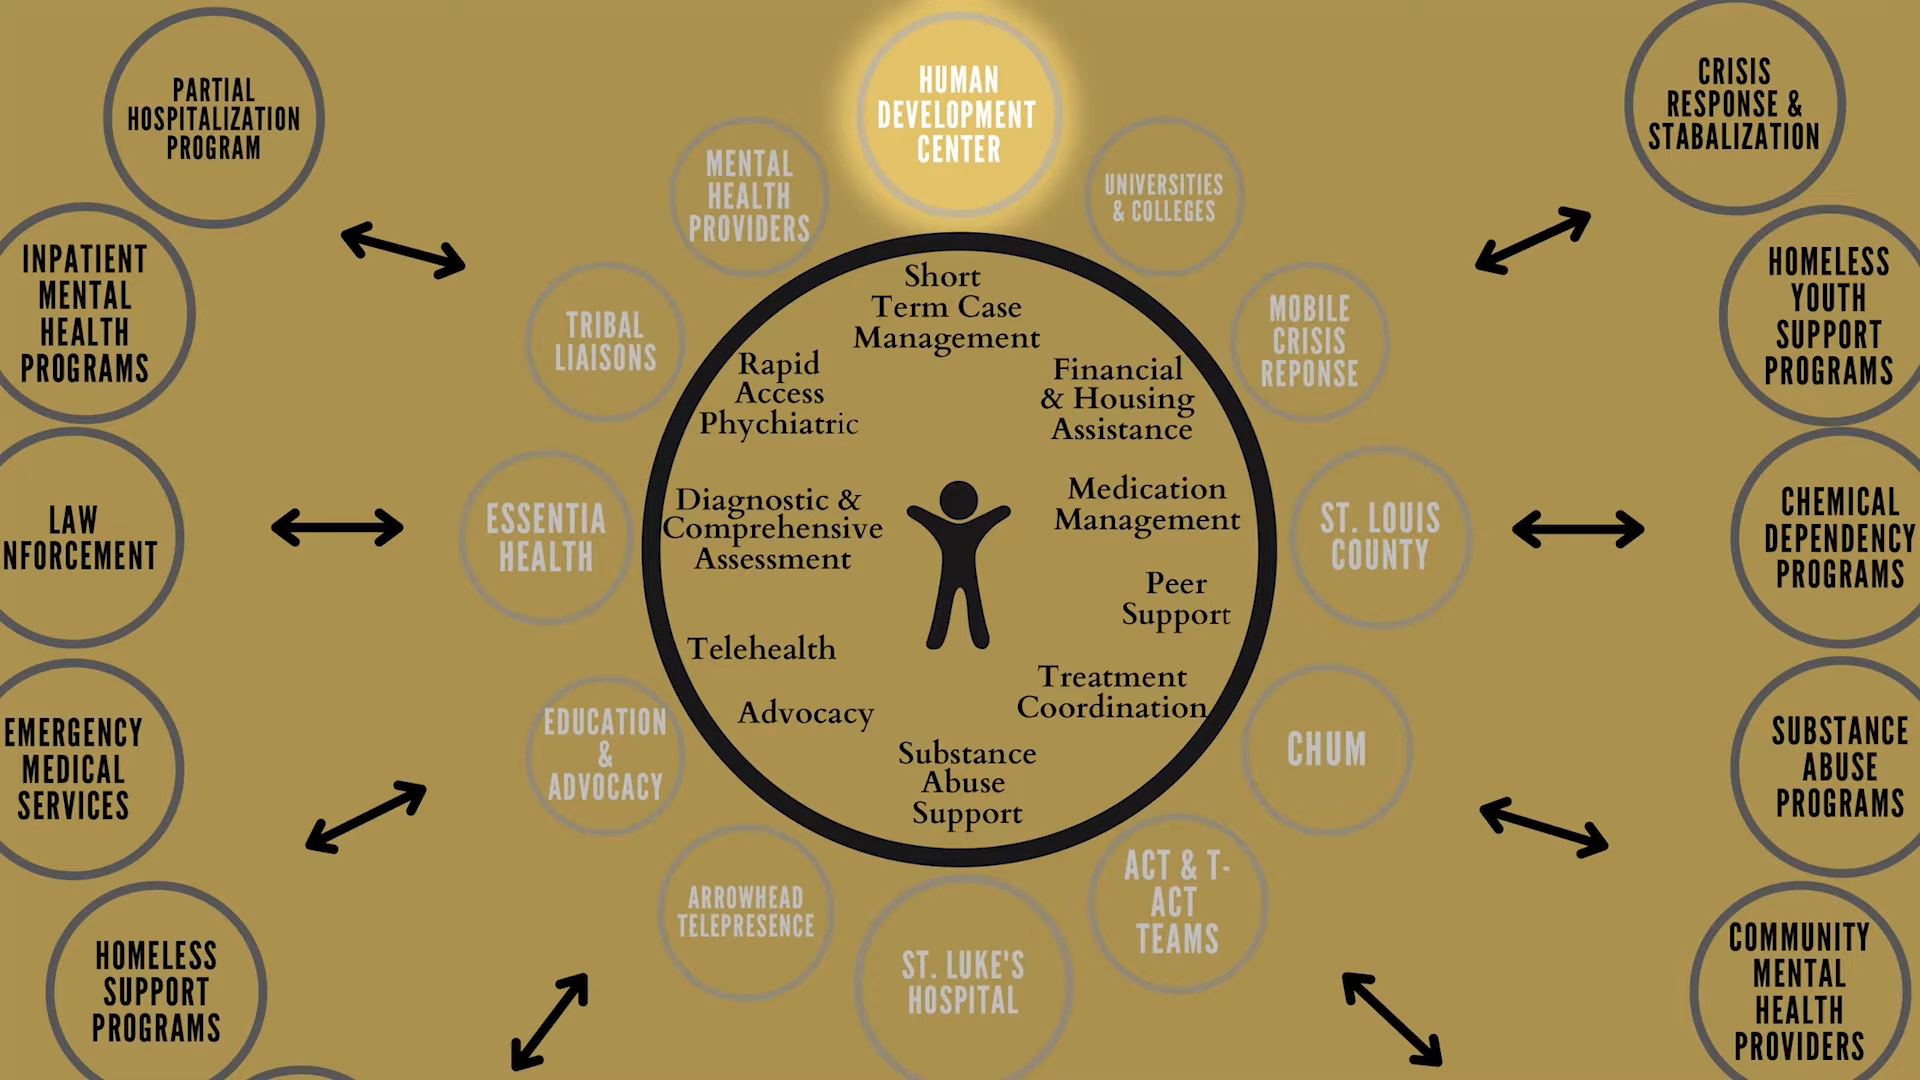 PARTIAL
HOSPITALIZATION
PROGRAM
HUMAN
DEVELOPMENT
CENTER
CRISIS
RESPONSE &
STABALIZATION
MENTAL
HEALTH
PROVIDERS
UNIVERSITIES
& COLLEGES
INPATIENT
MENTAL
HEALTH
PROGRAMS
TRIBAL
LIAISONS
MOBILE
CRISIS
REPONSE
HOMELESS
YOUTH
SUPPORT
PROGRAMS
Short
Term Case
Management
Rapid
Access
Phychiatric
Financial
& Housing
Assistance
LAW
NFORCEMENT
ESSENTIA
HEALTH
Diagnostic &
Comprehensive
Assessment
Medication
Management
ST. LOUIS
COUNTY
CHEMICAL
DEPENDENCY
PROGRAMS
Peer
Support
Telehealth
Treatment
Coordination
Advocacy
Substance
Abuse
Support
EMERGENCY
MEDICAL
SERVICES
EDUCATION
&
ADVOCACY
CHUM
SUBSTANCE
ABUSE
PROGRAMS
ARROWHEAD
TELEPRESENCE
ACT & T-
ACT
TEAMS
ST. LUKE'S
HOSPITAL
HOMELESS
SUPPORT
PROGRAMS
COMMUNITY
MENTAL
HEALTH
PROVIDERS